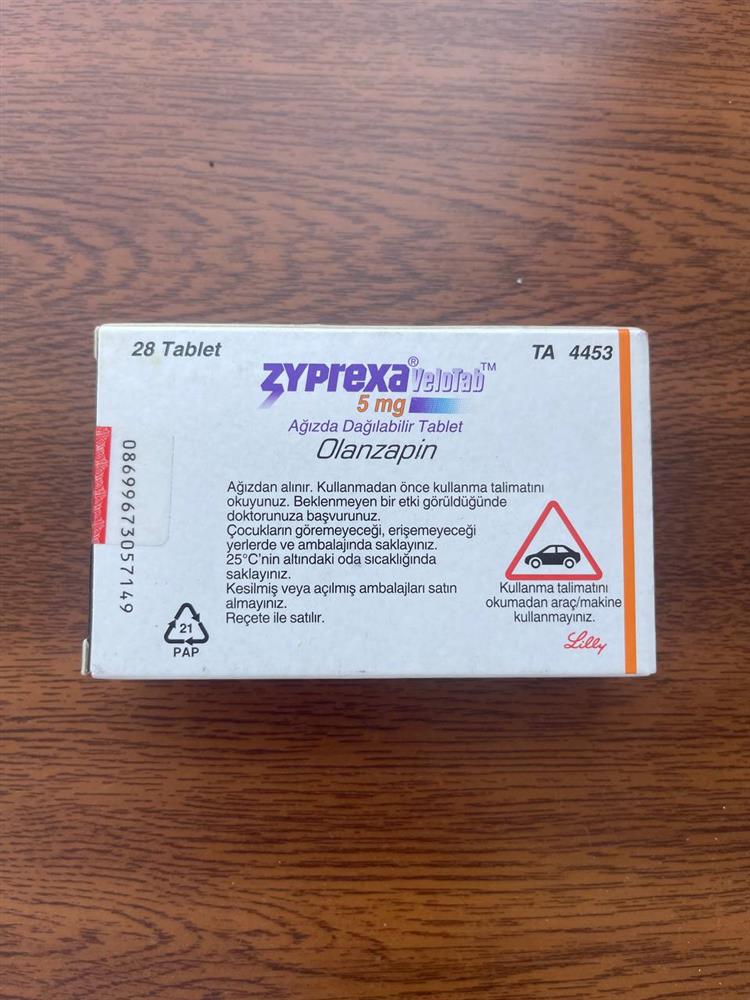 28 Tablet
TA 4453
ZYPREXA® VeloTab™
5 mg
Ağızda Dağılabilir Tablet
Olanzapin
Ağızdan alınır. Kullanmadan önce kullanma talimatını
okuyunuz. Beklenmeyen bir etki görüldüğünde
doktorunuza başvurunuz.
Çocukların göremeyeceği, erişemeyeceği
yerlerde ve ambalajında saklayınız.
25°C'nin altındaki oda sıcaklığında
saklayınız.
Kesilmiş veya açılmış ambalajları satın
almayınız.
Reçete ile satılır.
Kullanma talimatını
okumadan araç/makine
kullanmayınız.
Lilly
08699673057149
21
PAP